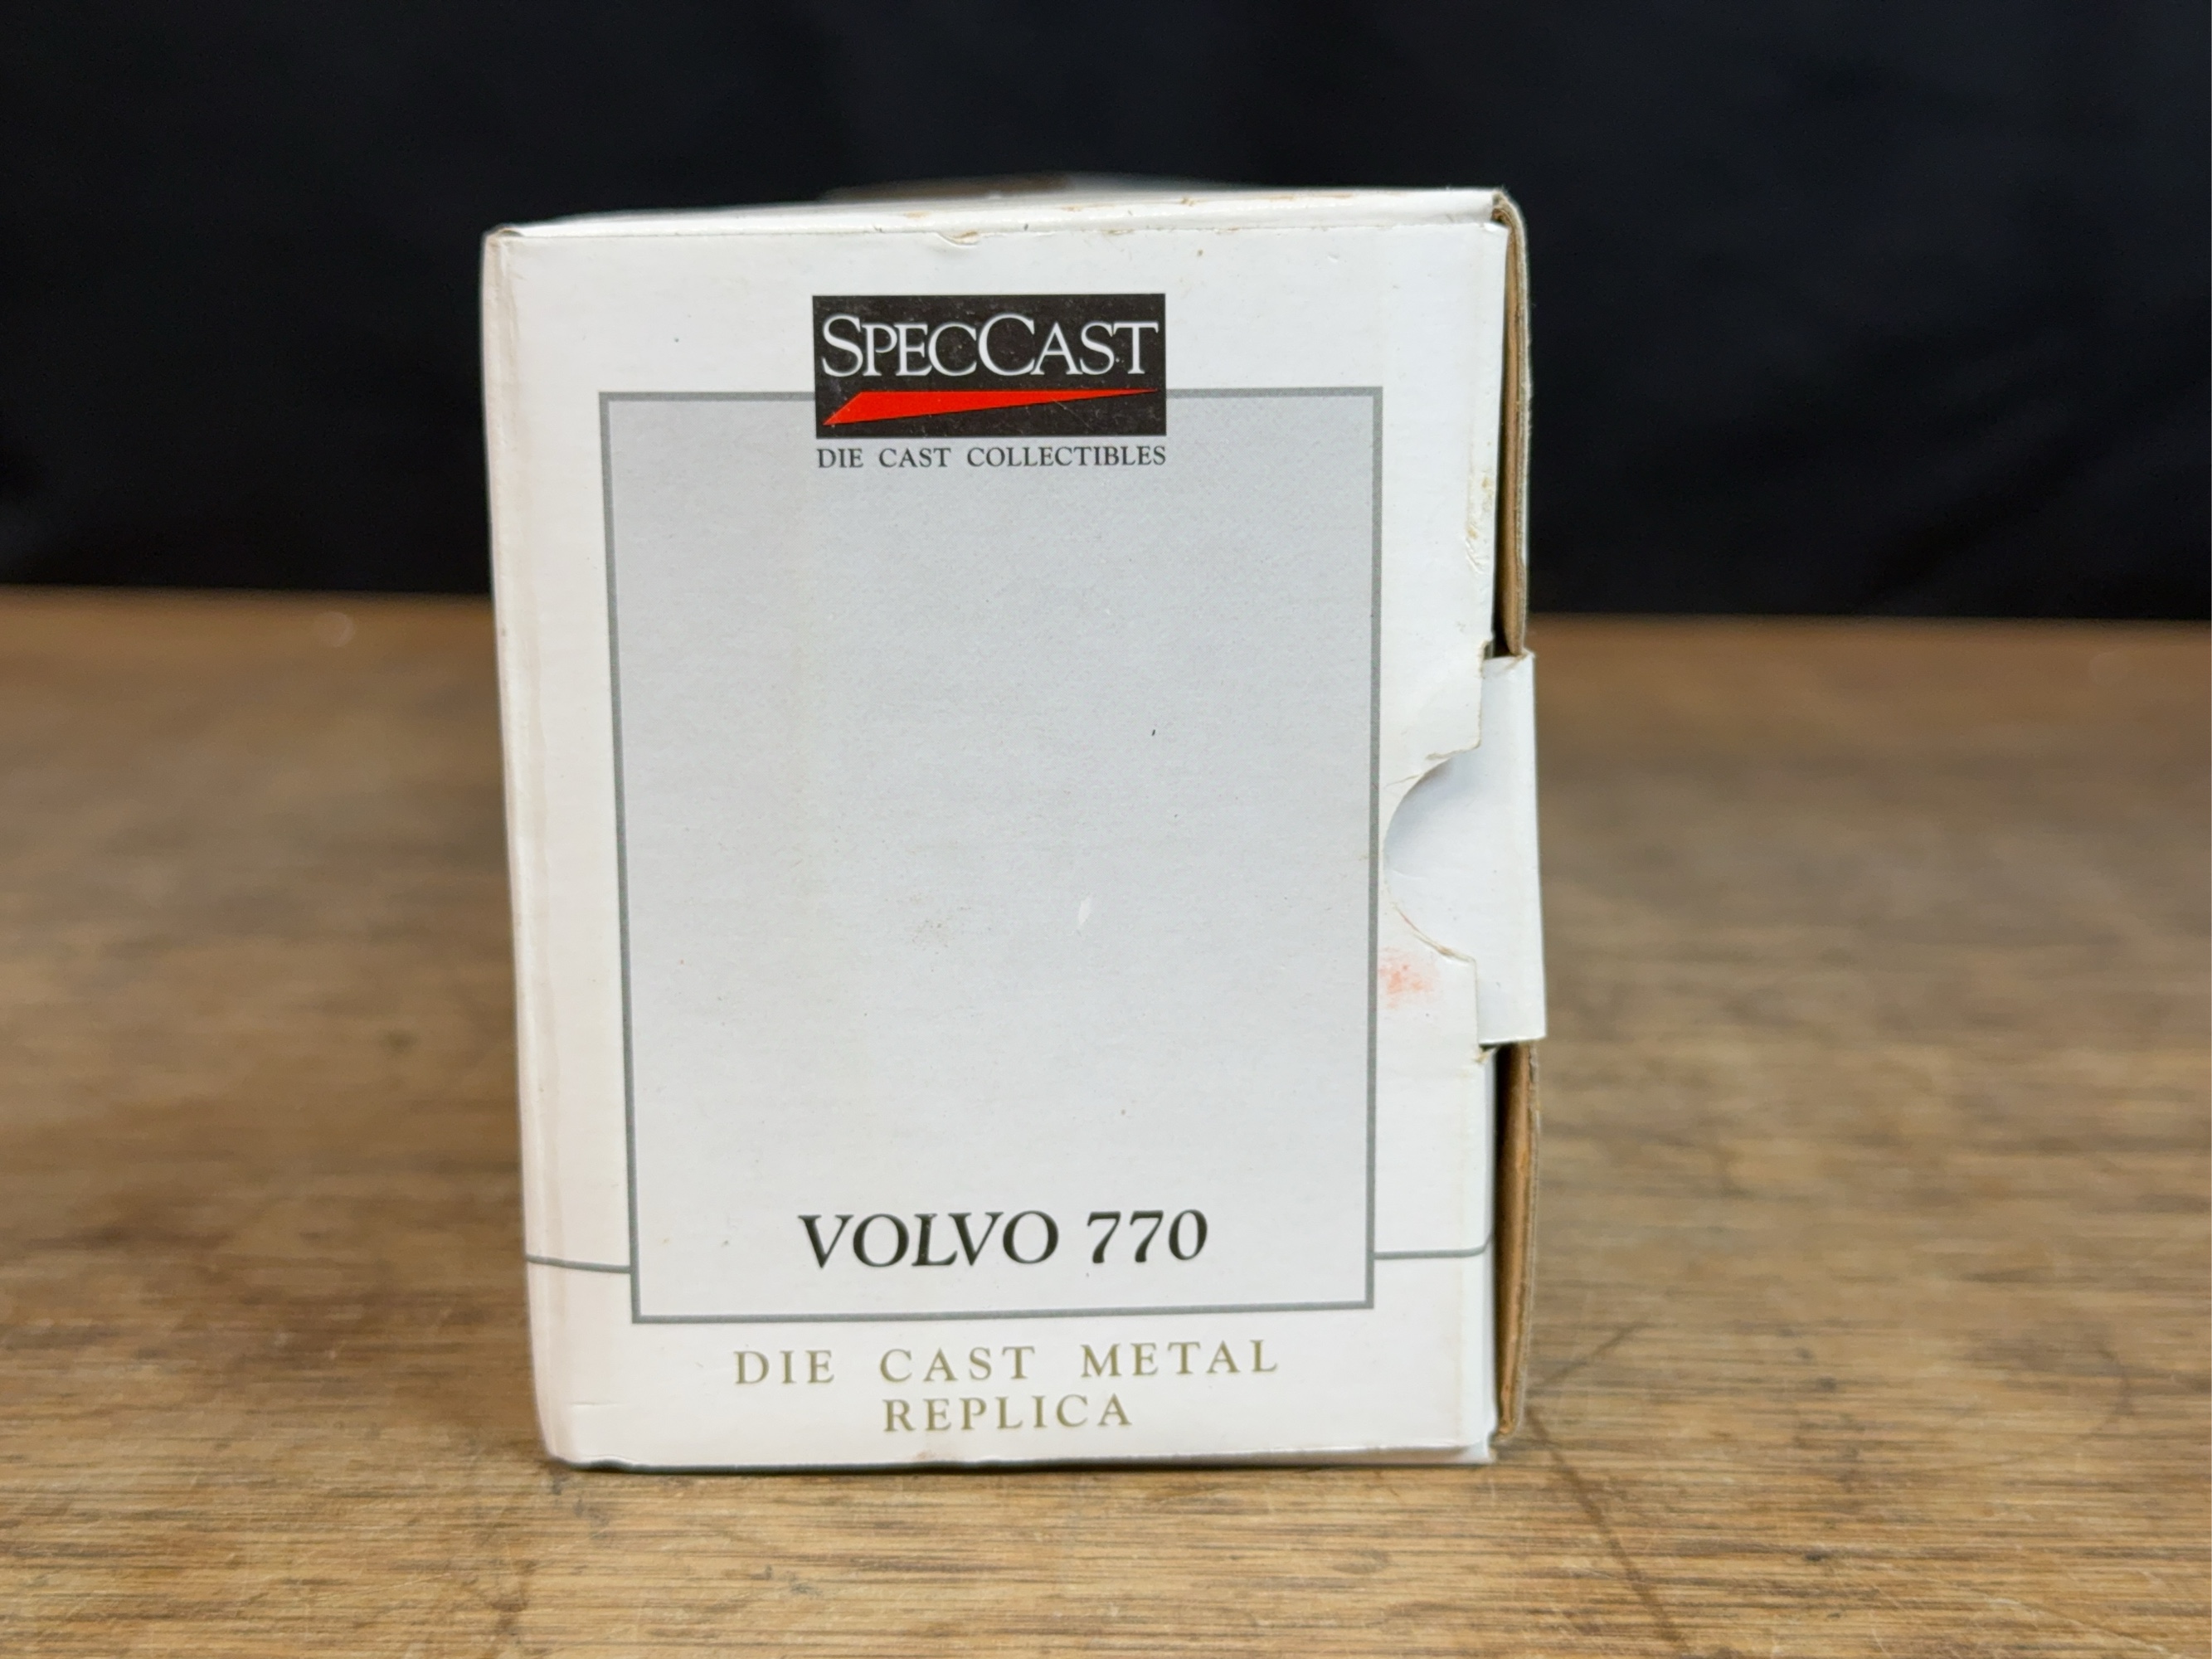 SPECCAST
DIE CAST COLLECTIBLES
VOLVO 770
DIE CAST METAL
REPLICA